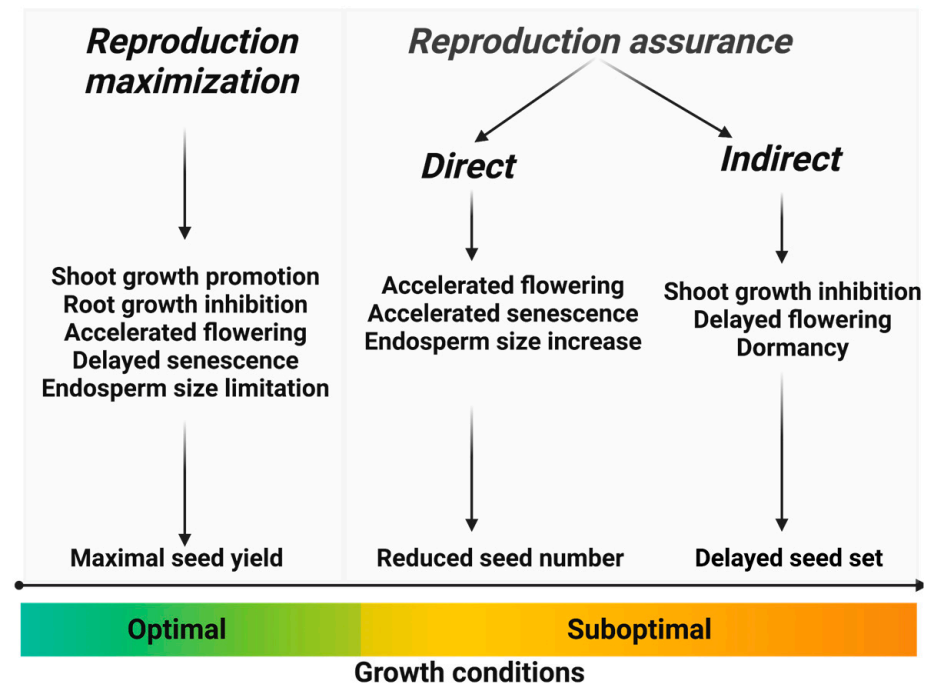 Reproduction
maximization
Reproduction assurance
Direct
Indirect
Shoot growth promotion
Root growth inhibition
Accelerated flowering
Delayed senescence
Endosperm size limitation
Accelerated flowering
Accelerated senescence
Endosperm size increase
Shoot growth inhibition
Delayed flowering
Dormancy
Maximal seed yield
Reduced seed number
Delayed seed set
Optimal
Suboptimal
Growth conditions